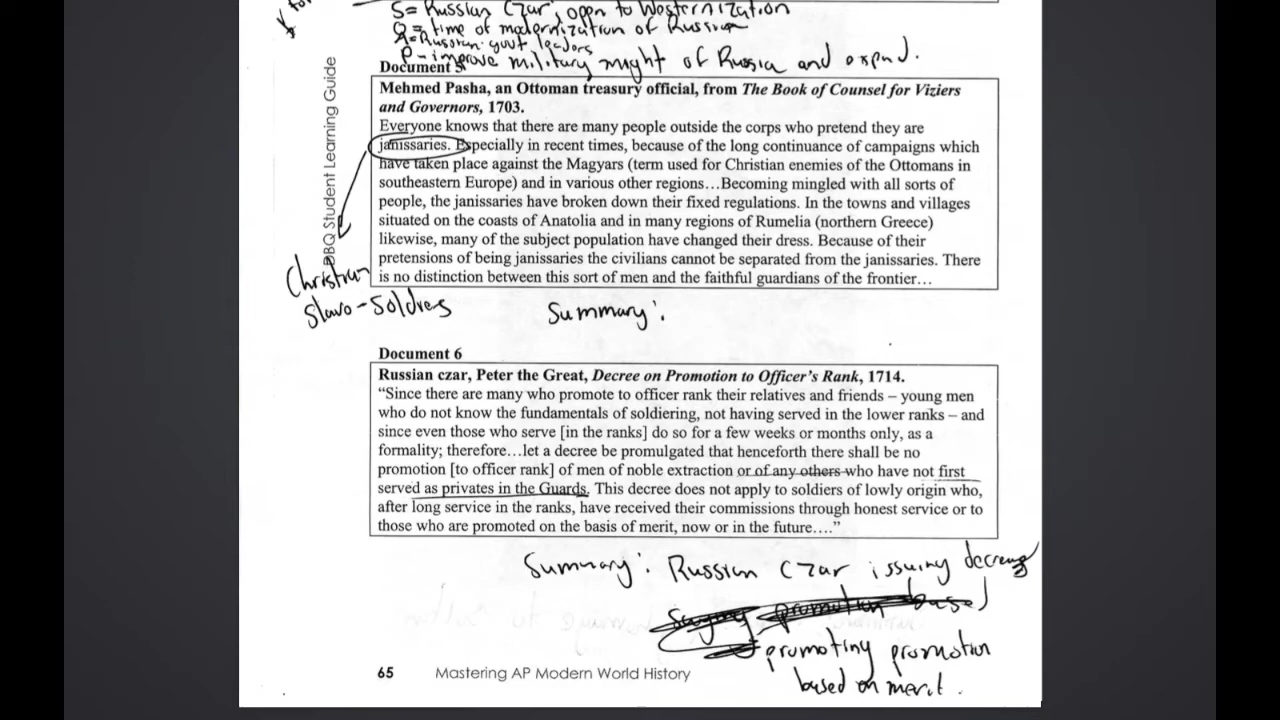 for
S= Russian Czar, open to Westernization
O= time of modernization of Russia
A= Russian govt leaders
P- improve military might of Russia and expand.
Document 5
DBQ Student Learning Guide
Mehmed Pasha, an Ottoman treasury official, from The Book of Counsel for Viziers
and Governors, 1703.
Everyone knows that there are many people outside the corps who pretend they are
janissaries. Especially in recent times, because of the long continuance of campaigns which
have taken place against the Magyars (term used for Christian enemies of the Ottomans in
southeastern Europe) and in various other regions…Becoming mingled with all sorts of
people, the janissaries have broken down their fixed regulations. In the towns and villages
situated on the coasts of Anatolia and in many regions of Rumelia (northern Greece)
likewise, many of the subject population have changed their dress. Because of their
pretensions of being janissaries the civilians cannot be separated from the janissaries. There
is no distinction between this sort of men and the faithful guardians of the frontier…
Christian
Slave-Soldiers
Summary:
Document 6
Russian czar, Peter the Great, Decree on Promotion to Officer's Rank, 1714.
“Since there are many who promote to officer rank their relatives and friends – young men
who do not know the fundamentals of soldiering, not having served in the lower ranks – and
since even those who serve [in the ranks] do so for a few weeks or months only, as a
formality; therefore…let a decree be promulgated that henceforth there shall be no
promotion [to officer rank] of men of noble extraction or of any others who have not first
served as privates in the Guards. This decree does not apply to soldiers of lowly origin who,
after long service in the ranks, have received their commissions through honest service or to
those who are promoted on the basis of merit, now or in the future….”
Summary: Russian czar issuing
promotion based
promoting promotion
based on merit.
65 Mastering AP Modern World History